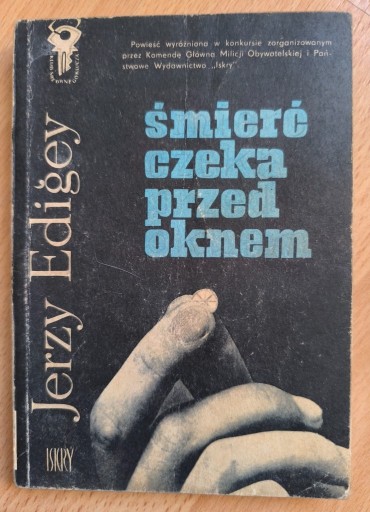 Powieść wyróżniona w konkursie zorganizowanym
przez Komendę Główną Milicji Obywatelskiej i Pań-
stwowe Wydawnictwo „Iskry".
śmierć
czeka
przed
oknem
Jerzy Edigey
ISKRY